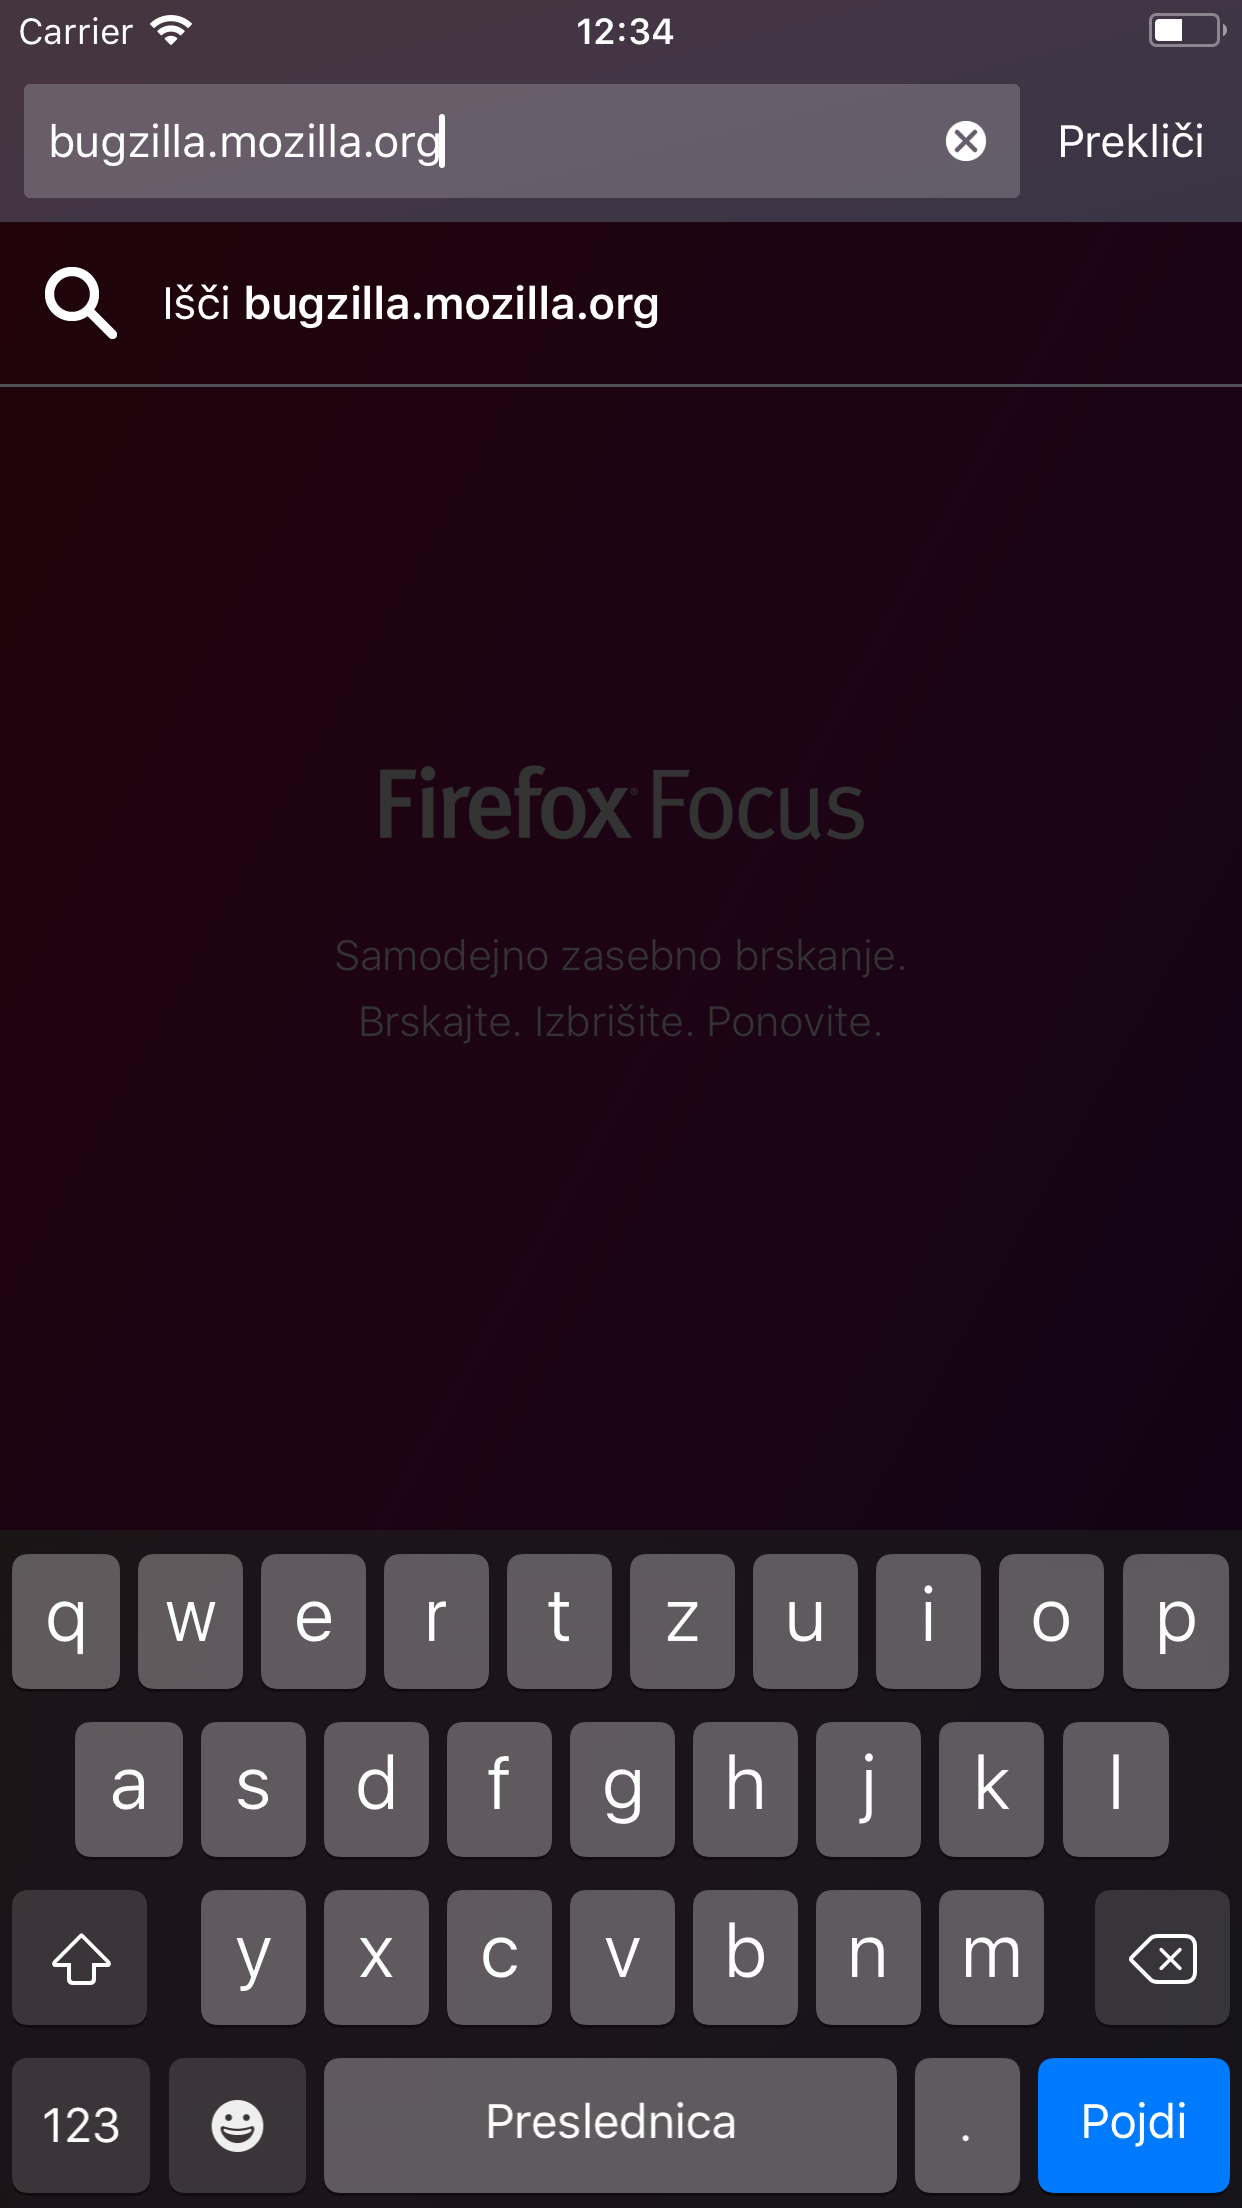 Carrier 12:34
bugzilla.mozilla.org Prekliči
Išči bugzilla.mozilla.org
Firefox® Focus
Samodejno zasebno brskanje.
Brskajte. Izbrišite. Ponovite.
q w e r t z u i o p
a s d f g h j k l
y x c v b n m
123 Preslednica . Pojdi